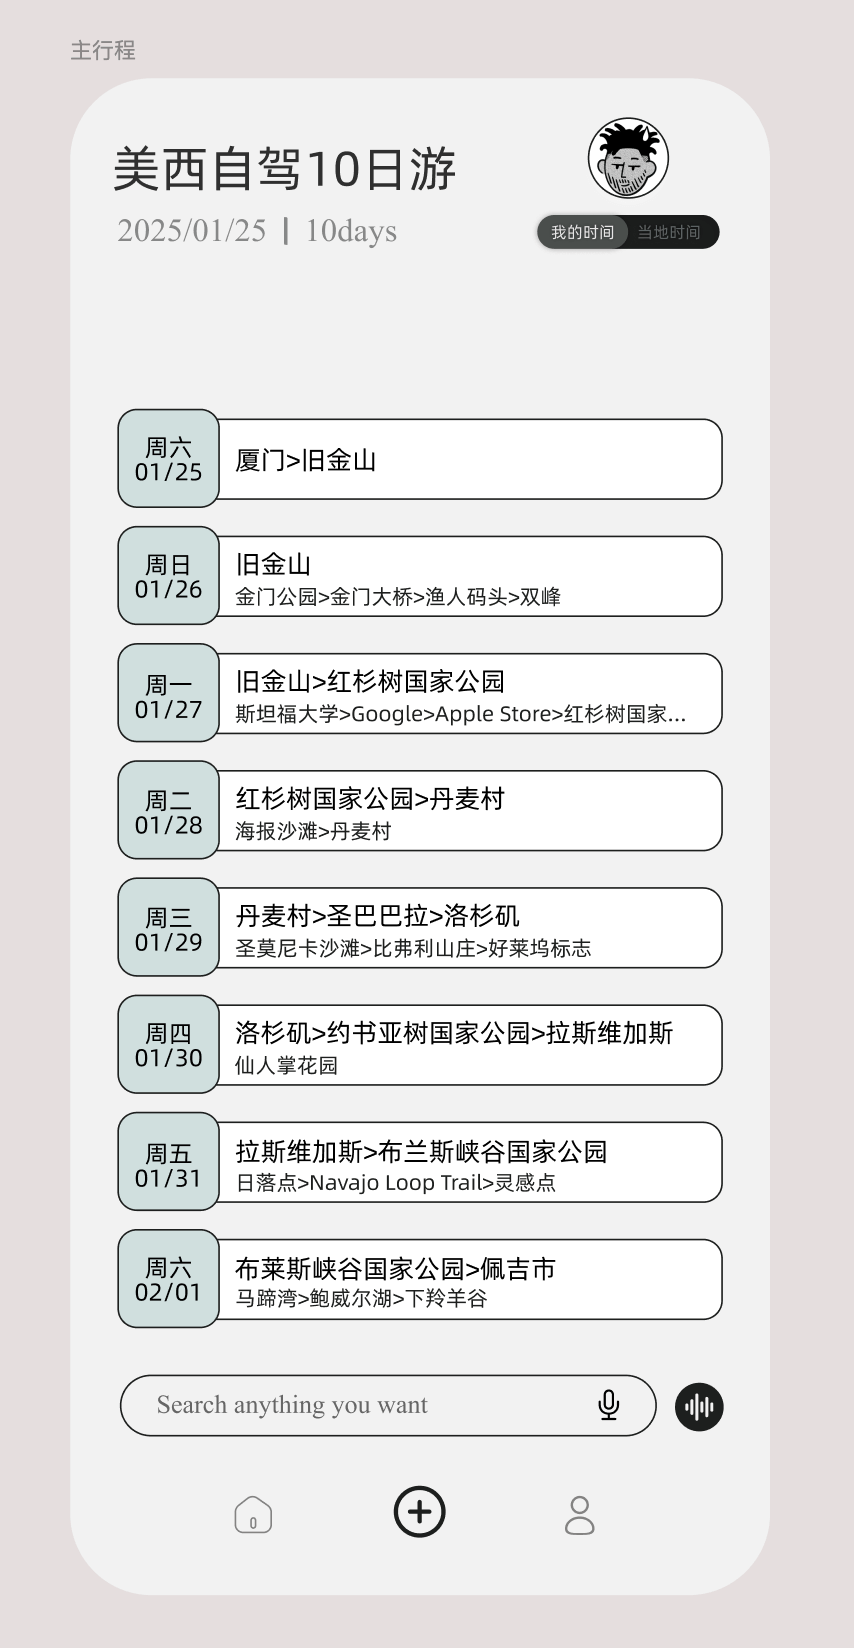 主行程
美西自驾10日游
2025/01/25 | 10days
我的时间 当地时间
周六
01/25
厦门>旧金山
周日
01/26
旧金山
金门公园>金门大桥>渔人码头>双峰
周一
01/27
旧金山>红杉树国家公园
斯坦福大学>Google>Apple Store>红杉树国家...
周二
01/28
红杉树国家公园>丹麦村
海报沙滩>丹麦村
周三
01/29
丹麦村>圣巴巴拉>洛杉矶
圣莫尼卡沙滩>比弗利山庄>好莱坞标志
周四
01/30
洛杉矶>约书亚树国家公园>拉斯维加斯
仙人掌花园
周五
01/31
拉斯维加斯>布兰斯峡谷国家公园
日落点>Navajo Loop Trail>灵感点
周六
02/01
布莱斯峡谷国家公园>佩吉市
马蹄湾>鲍威尔湖>下羚羊谷
Search anything you want